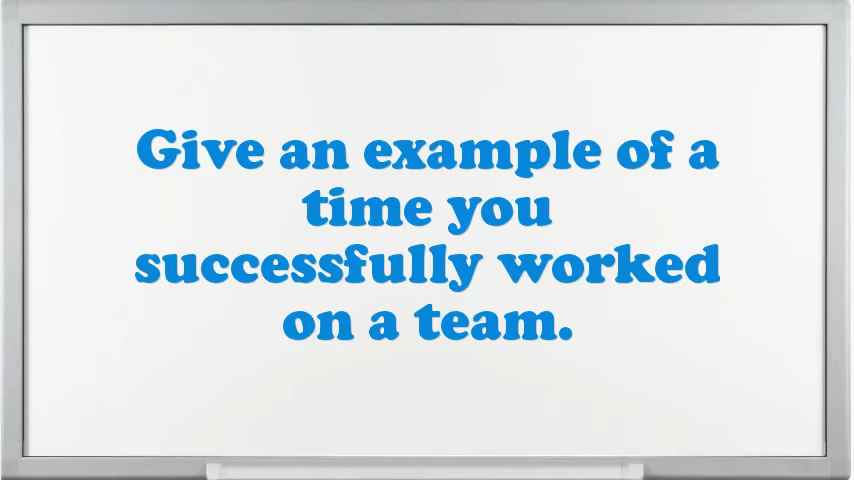 Give an example of a
time you
successfully worked
on a team.